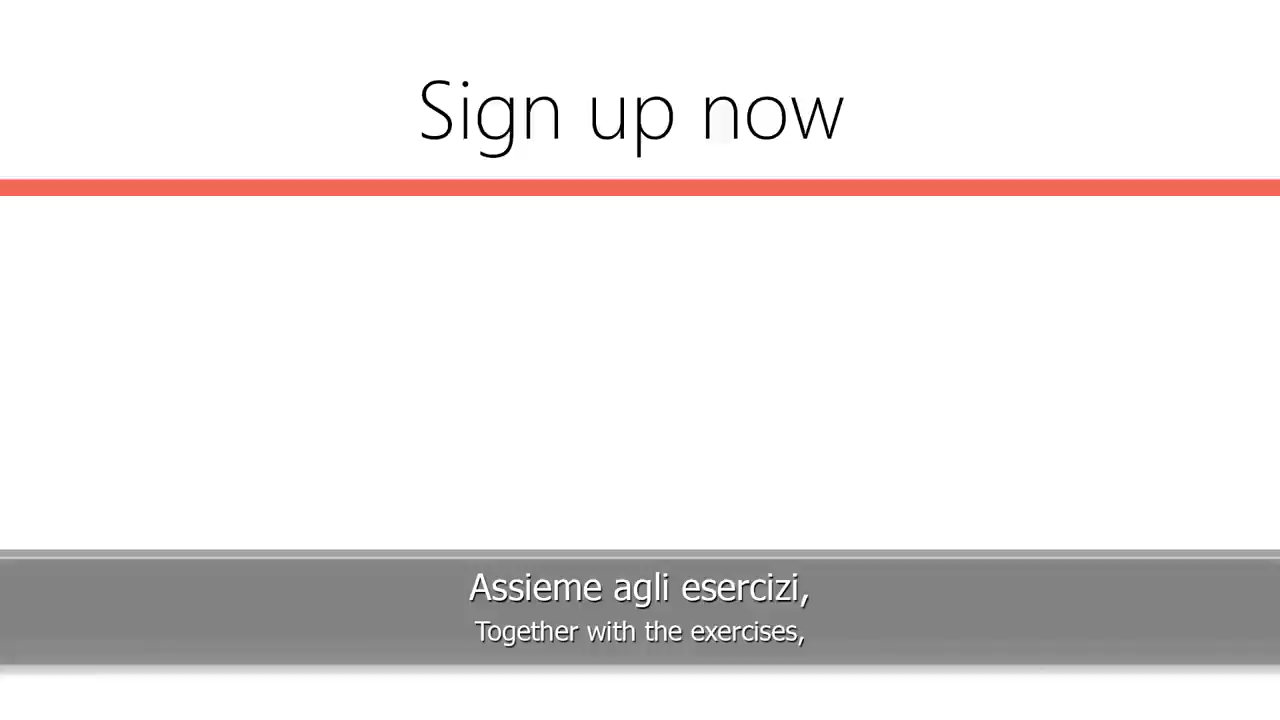 Sign up now
Assieme agli esercizi,
Together with the exercises,